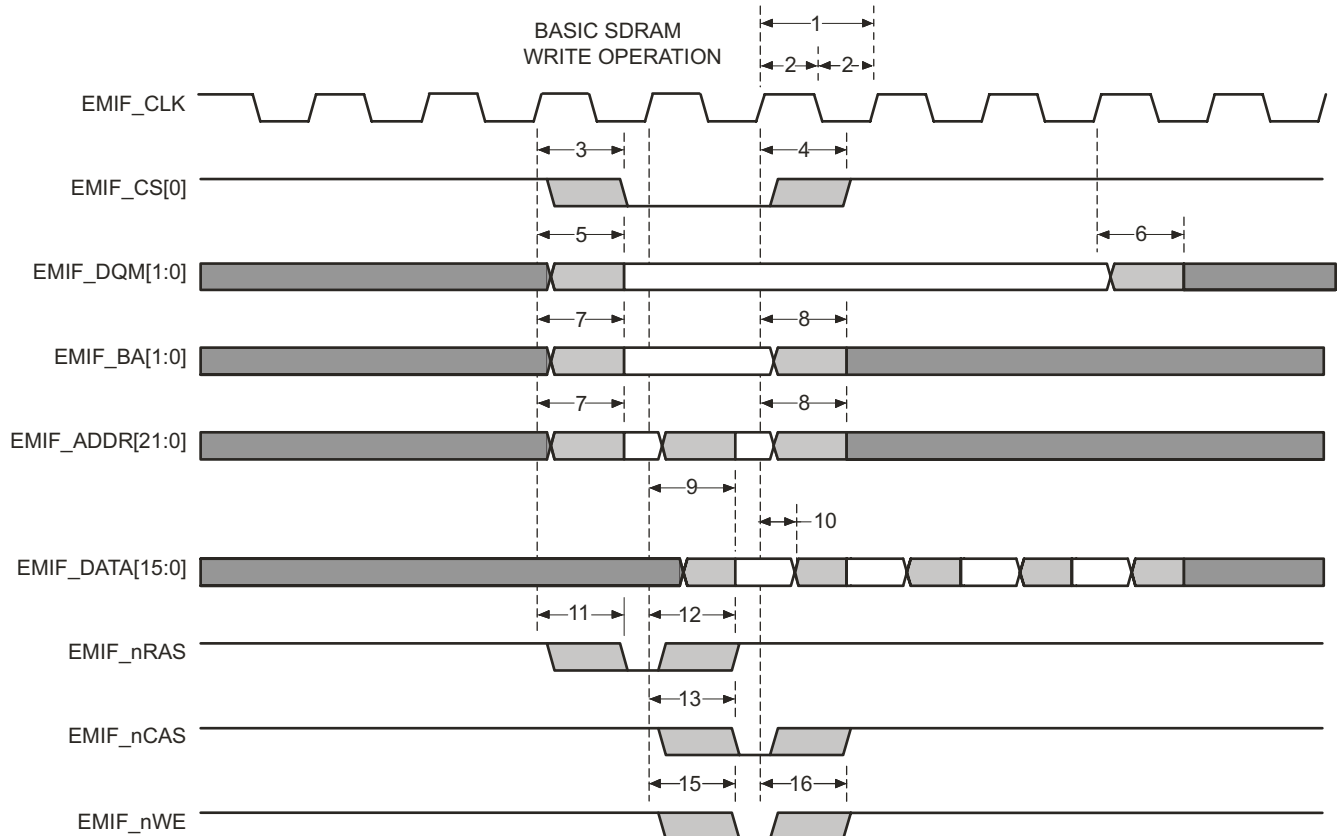 BASIC SDRAM
WRITE OPERATION
1
2 2
EMIF_CLK
3 4
EMIF_CS[0]
5 6
EMIF_DQM[1:0]
7 8
EMIF_BA[1:0]
7 8
EMIF_ADDR[21:0]
9
10
EMIF_DATA[15:0]
11 12
EMIF_nRAS
13
EMIF_nCAS
15 16
EMIF_nWE